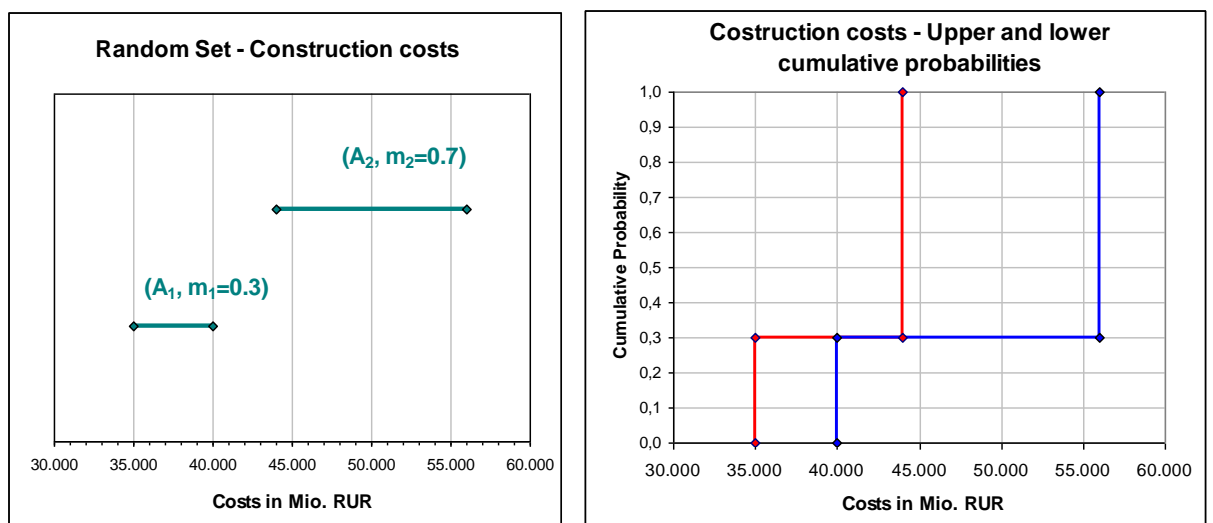 Random Set - Construction costs
(A₂, m₂=0.7)
(A₁, m₁=0.3)
30.000 35.000 40.000 45.000 50.000 55.000 60.000
Costs in Mio. RUR
Costruction costs - Upper and lower
cumulative probabilities
Cumulative Probability
1,0
0,9
0,8
0,7
0,6
0,5
0,4
0,3
0,2
0,1
0,0
30.000 35.000 40.000 45.000 50.000 55.000 60.000
Costs in Mio. RUR